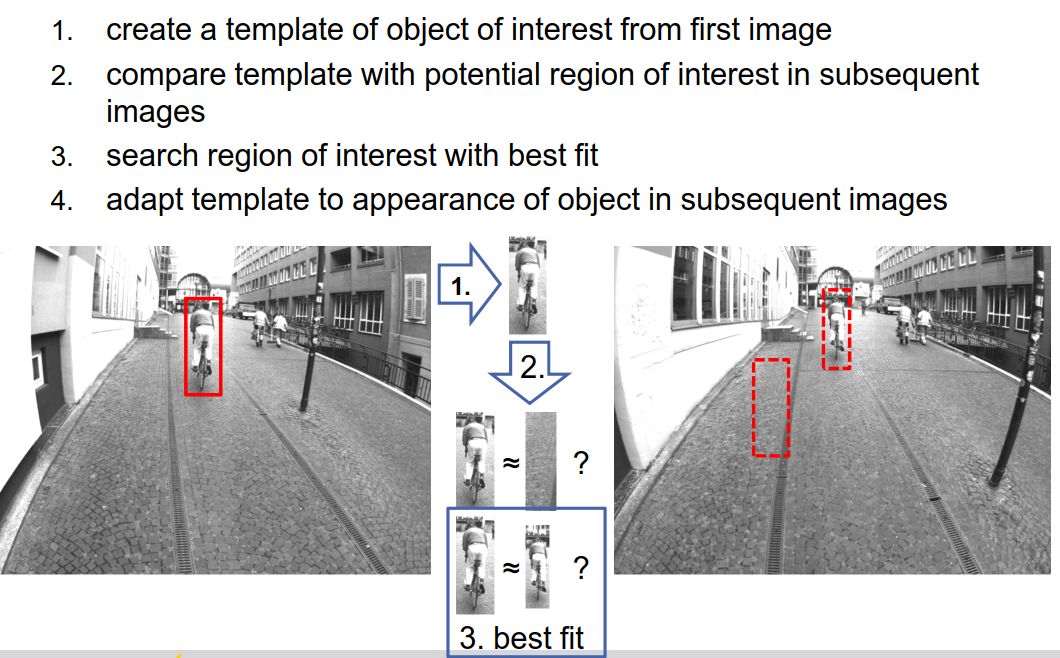 1. create a template of object of interest from first image
2. compare template with potential region of interest in subsequent
images
3. search region of interest with best fit
4. adapt template to appearance of object in subsequent images
1.
2.
≈ ?
≈ ?
3. best fit